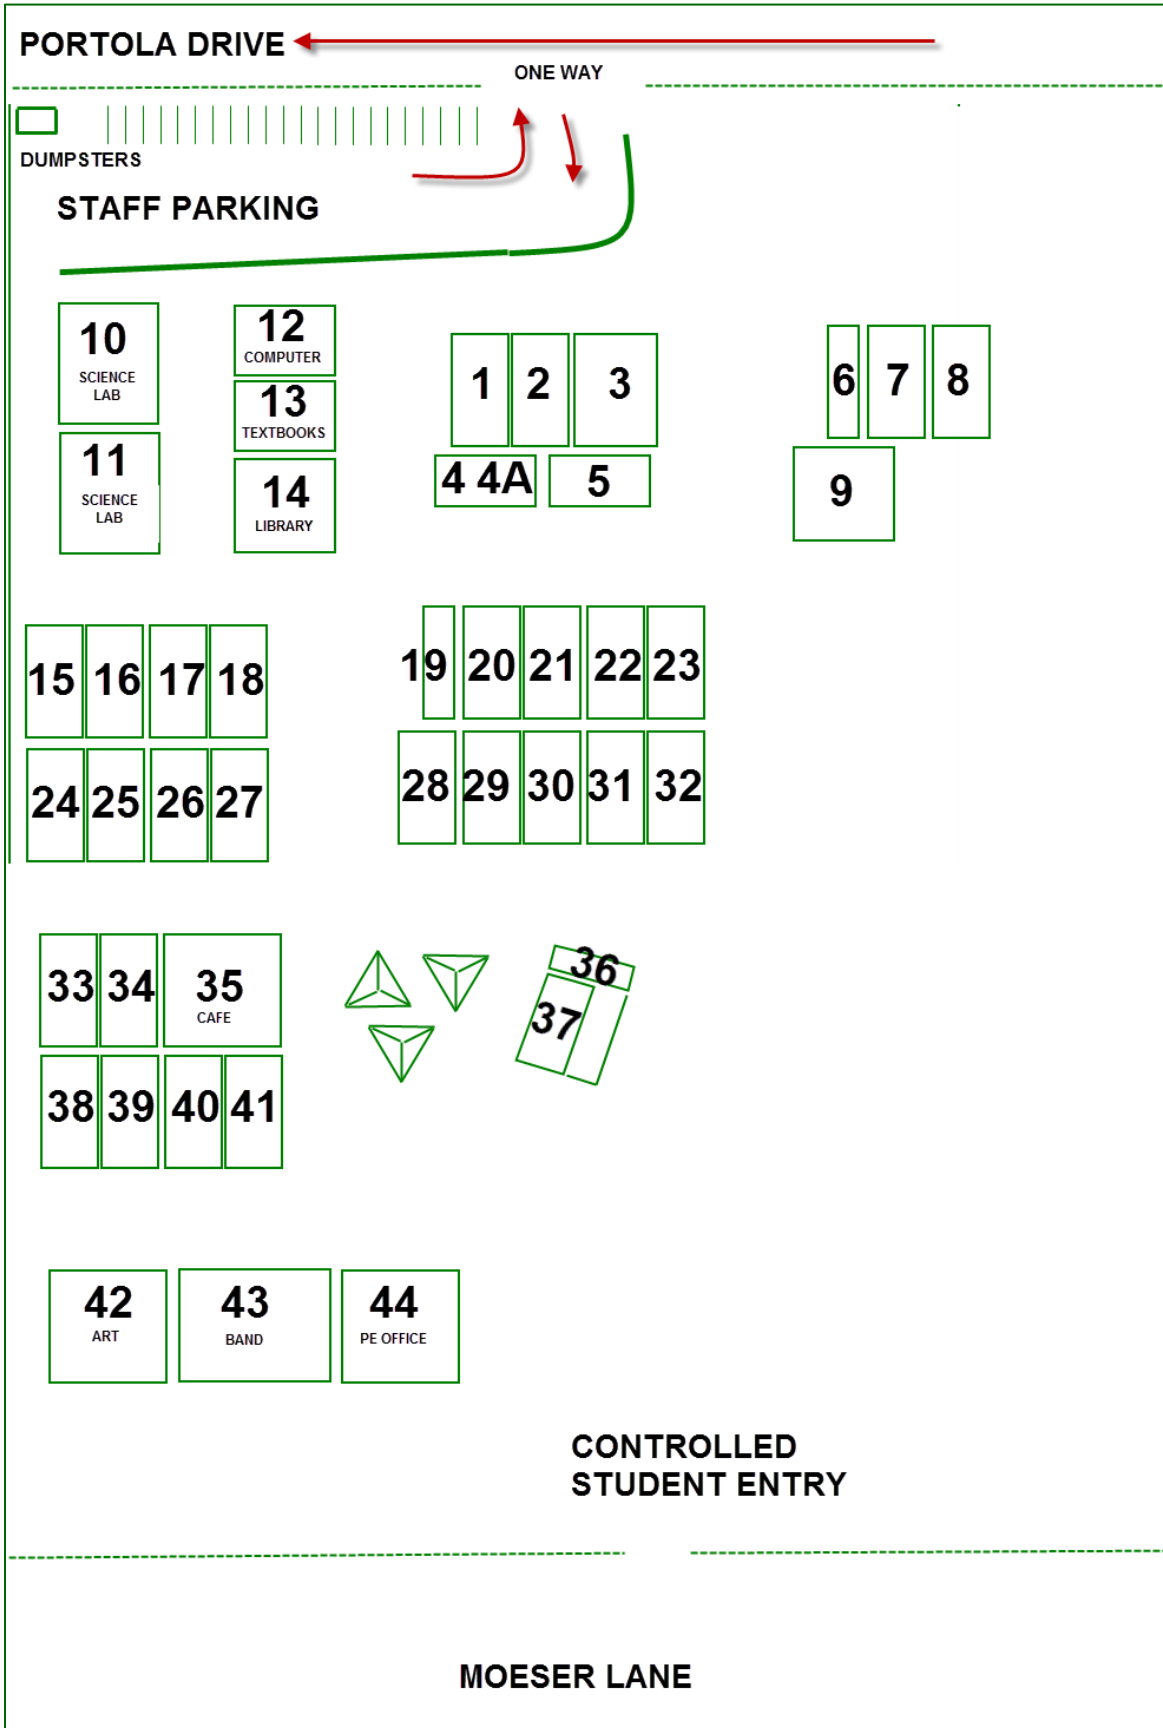 PORTOLA DRIVE
ONE WAY
DUMPSTERS
STAFF PARKING
10
SCIENCE
LAB
12
COMPUTER
1 2 3
6 7 8
13
TEXTBOOKS
11
SCIENCE
LAB
14
LIBRARY
4 4A 5
9
15 16 17 18
19 20 21 22 23
24 25 26 27
28 29 30 31 32
33 34 35
CAFE
36
37
38 39 40 41
42
ART
43
BAND
44
PE OFFICE
CONTROLLED
STUDENT ENTRY
MOESER LANE